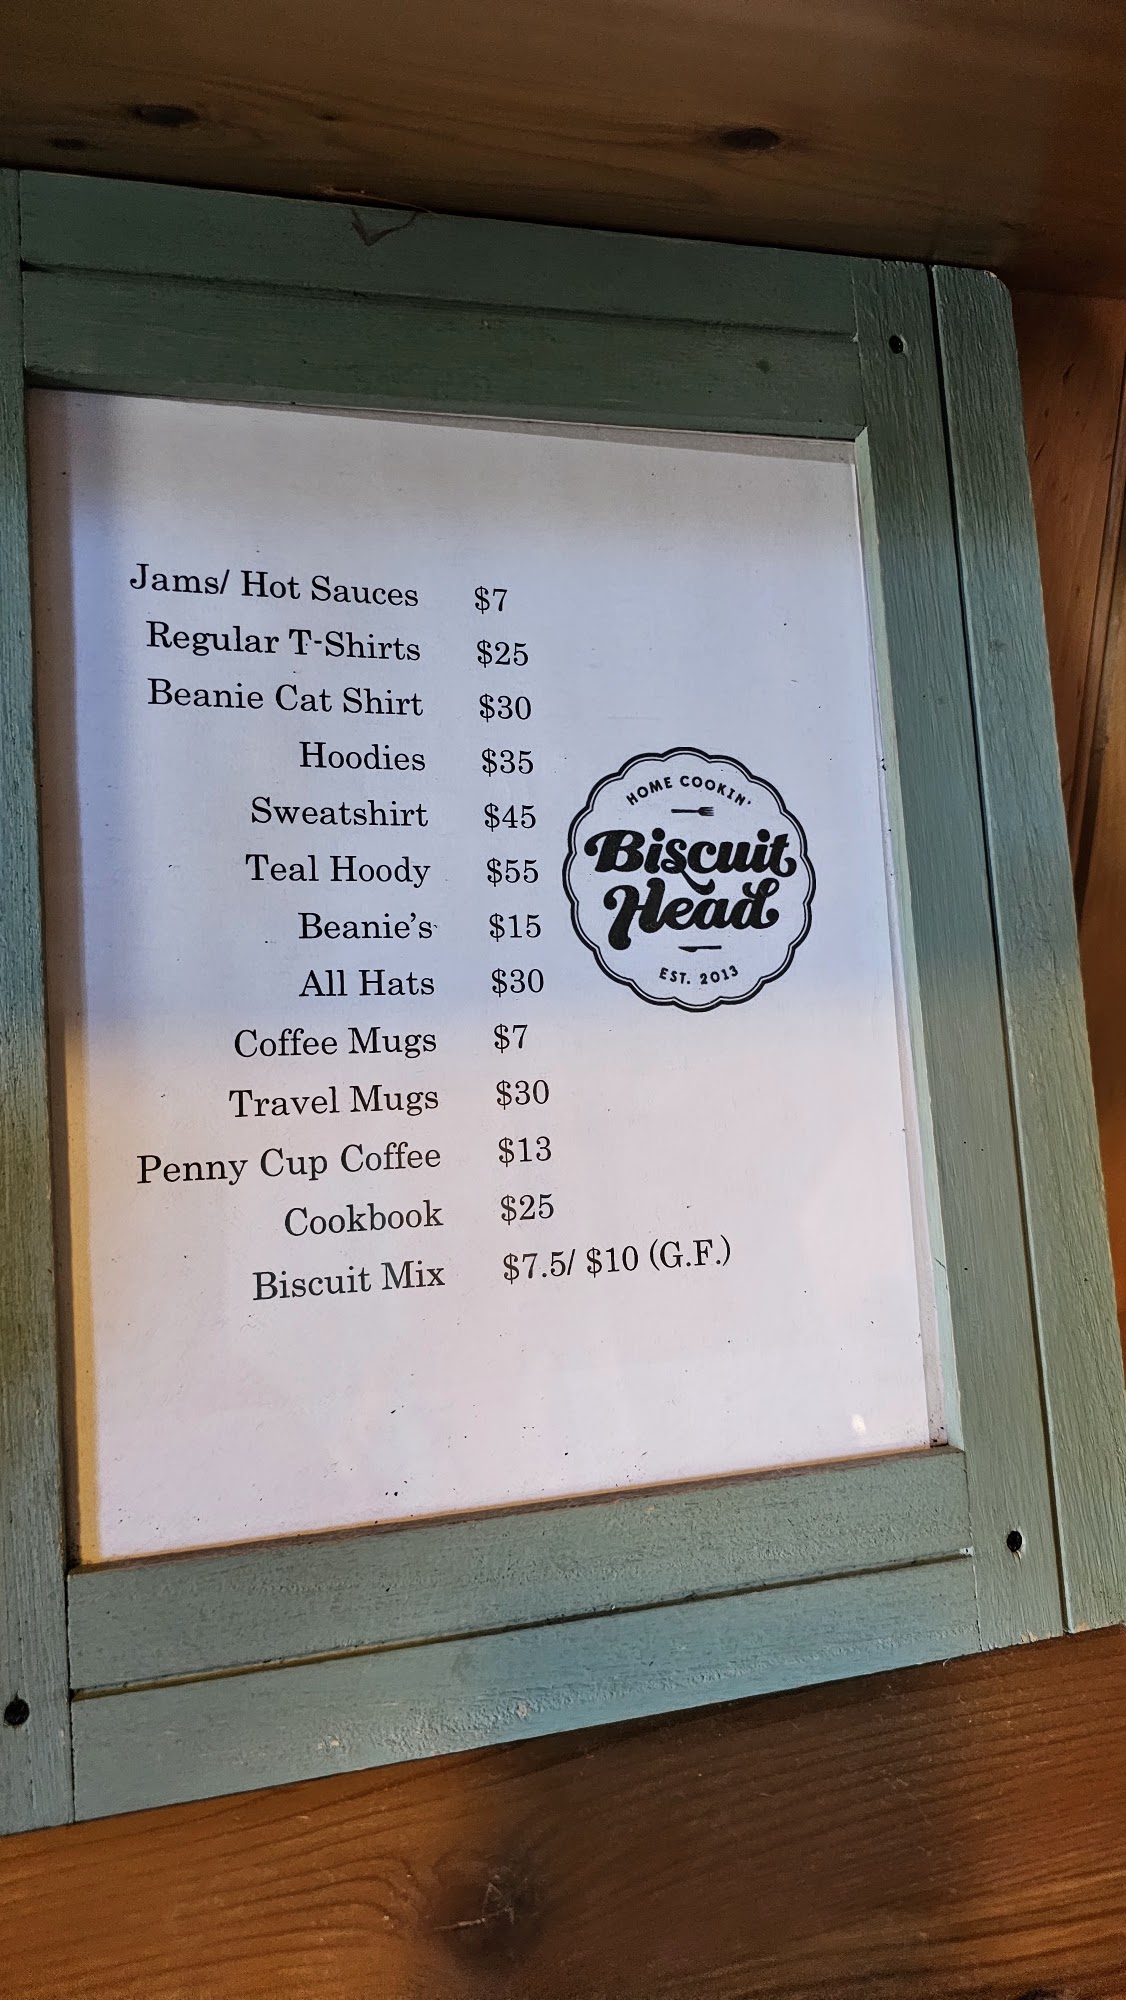 Jams/ Hot Sauces $7
Regular T-Shirts $25
Beanie Cat Shirt $30
Hoodies $35
Sweatshirt $45
Teal Hoody $55
Beanie's $15
All Hats $30
Coffee Mugs $7
Travel Mugs $30
Penny Cup Coffee $13
Cookbook $25
Biscuit Mix $7.5/ $10 (G.F.)
HOME COOKIN'
Biscuit
Head
EST. 2013